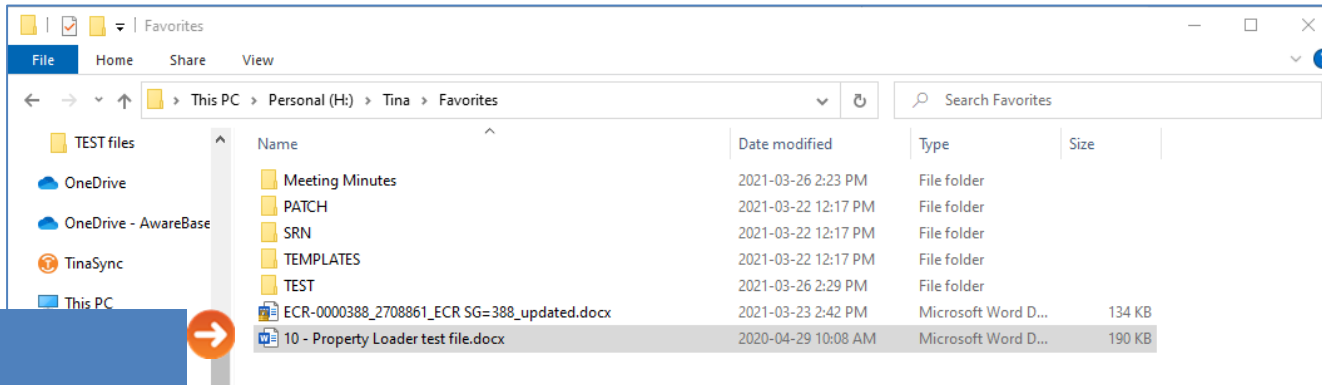 Favorites
File Home Share View
This PC > Personal (H:) > Tina > Favorites Search Favorites
TEST files Name Date modified Type Size
Meeting Minutes 2021-03-26 2:23 PM File folder
OneDrive
PATCH 2021-03-22 12:17 PM File folder
OneDrive - AwareBase
SRN 2021-03-22 12:17 PM File folder
TinaSync TEMPLATES 2021-03-22 12:17 PM File folder
TEST 2021-03-26 2:29 PM File folder
This PC
ECR-0000388_2708861_ECR SG=388_updated.docx 2021-03-23 2:42 PM Microsoft Word D... 134 KB
10 - Property Loader test file.docx 2020-04-29 10:08 AM Microsoft Word D... 190 KB